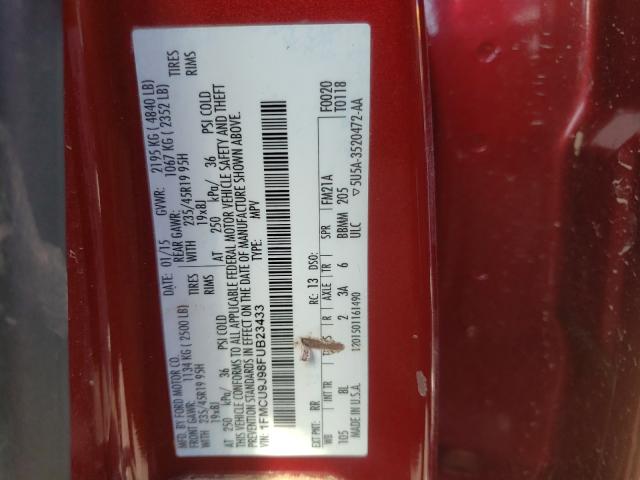 MFD. BY FORD MOTOR CO.
DATE: 01/15
GVWR: 2195 KG ( 4840 LB)
FRONT GAWR: 1134 KG ( 2500 LB)
REAR GAWR: 1067 KG ( 2352 LB)
WITH 235/45R19 95H TIRES
WITH 235/45R19 95H TIRES
19x8J RIMS
19x8J RIMS
AT 250 kPa/ 36 PSI COLD
AT 250 kPa/ 36 PSI COLD
THIS VEHICLE CONFORMS TO ALL APPLICABLE FEDERAL MOTOR VEHICLE SAFETY AND THEFT
PREVENTION STANDARDS IN EFFECT ON THE DATE OF MANUFACTURE SHOWN ABOVE.
VIN: 1FMCU9J98FUB23433
TYPE: MPV
F0020
T0118
EXT PNT: RR RC: 13 DSO: FM21A
WB INT TR TP/PS R AXLE TR SPR
105 BL 2 3A 6 BBMM 205
MADE IN U.S.A. 1201501161490 ULC ▽5U5A-3520472-AA